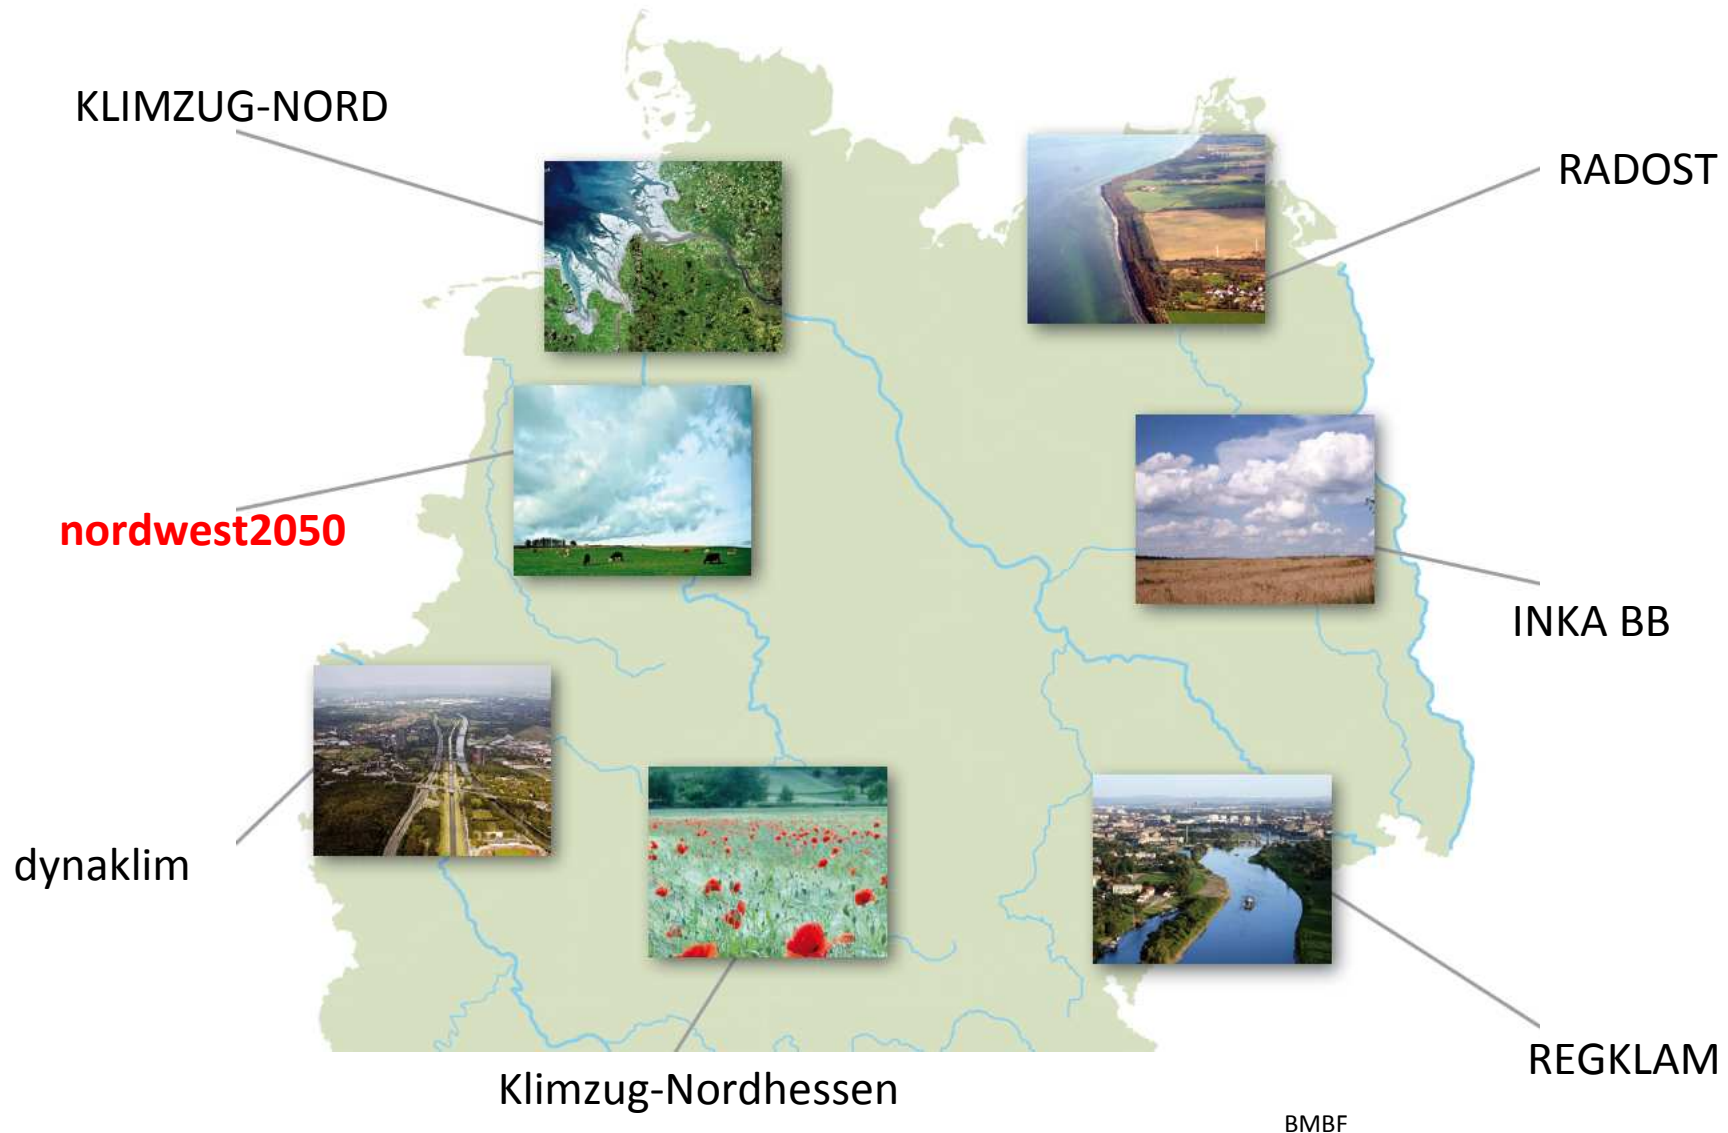 KLIMZUG-NORD
RADOST
nordwest2050
INKA BB
dynaklim
REGKLAM
Klimzug-Nordhessen
BMBF